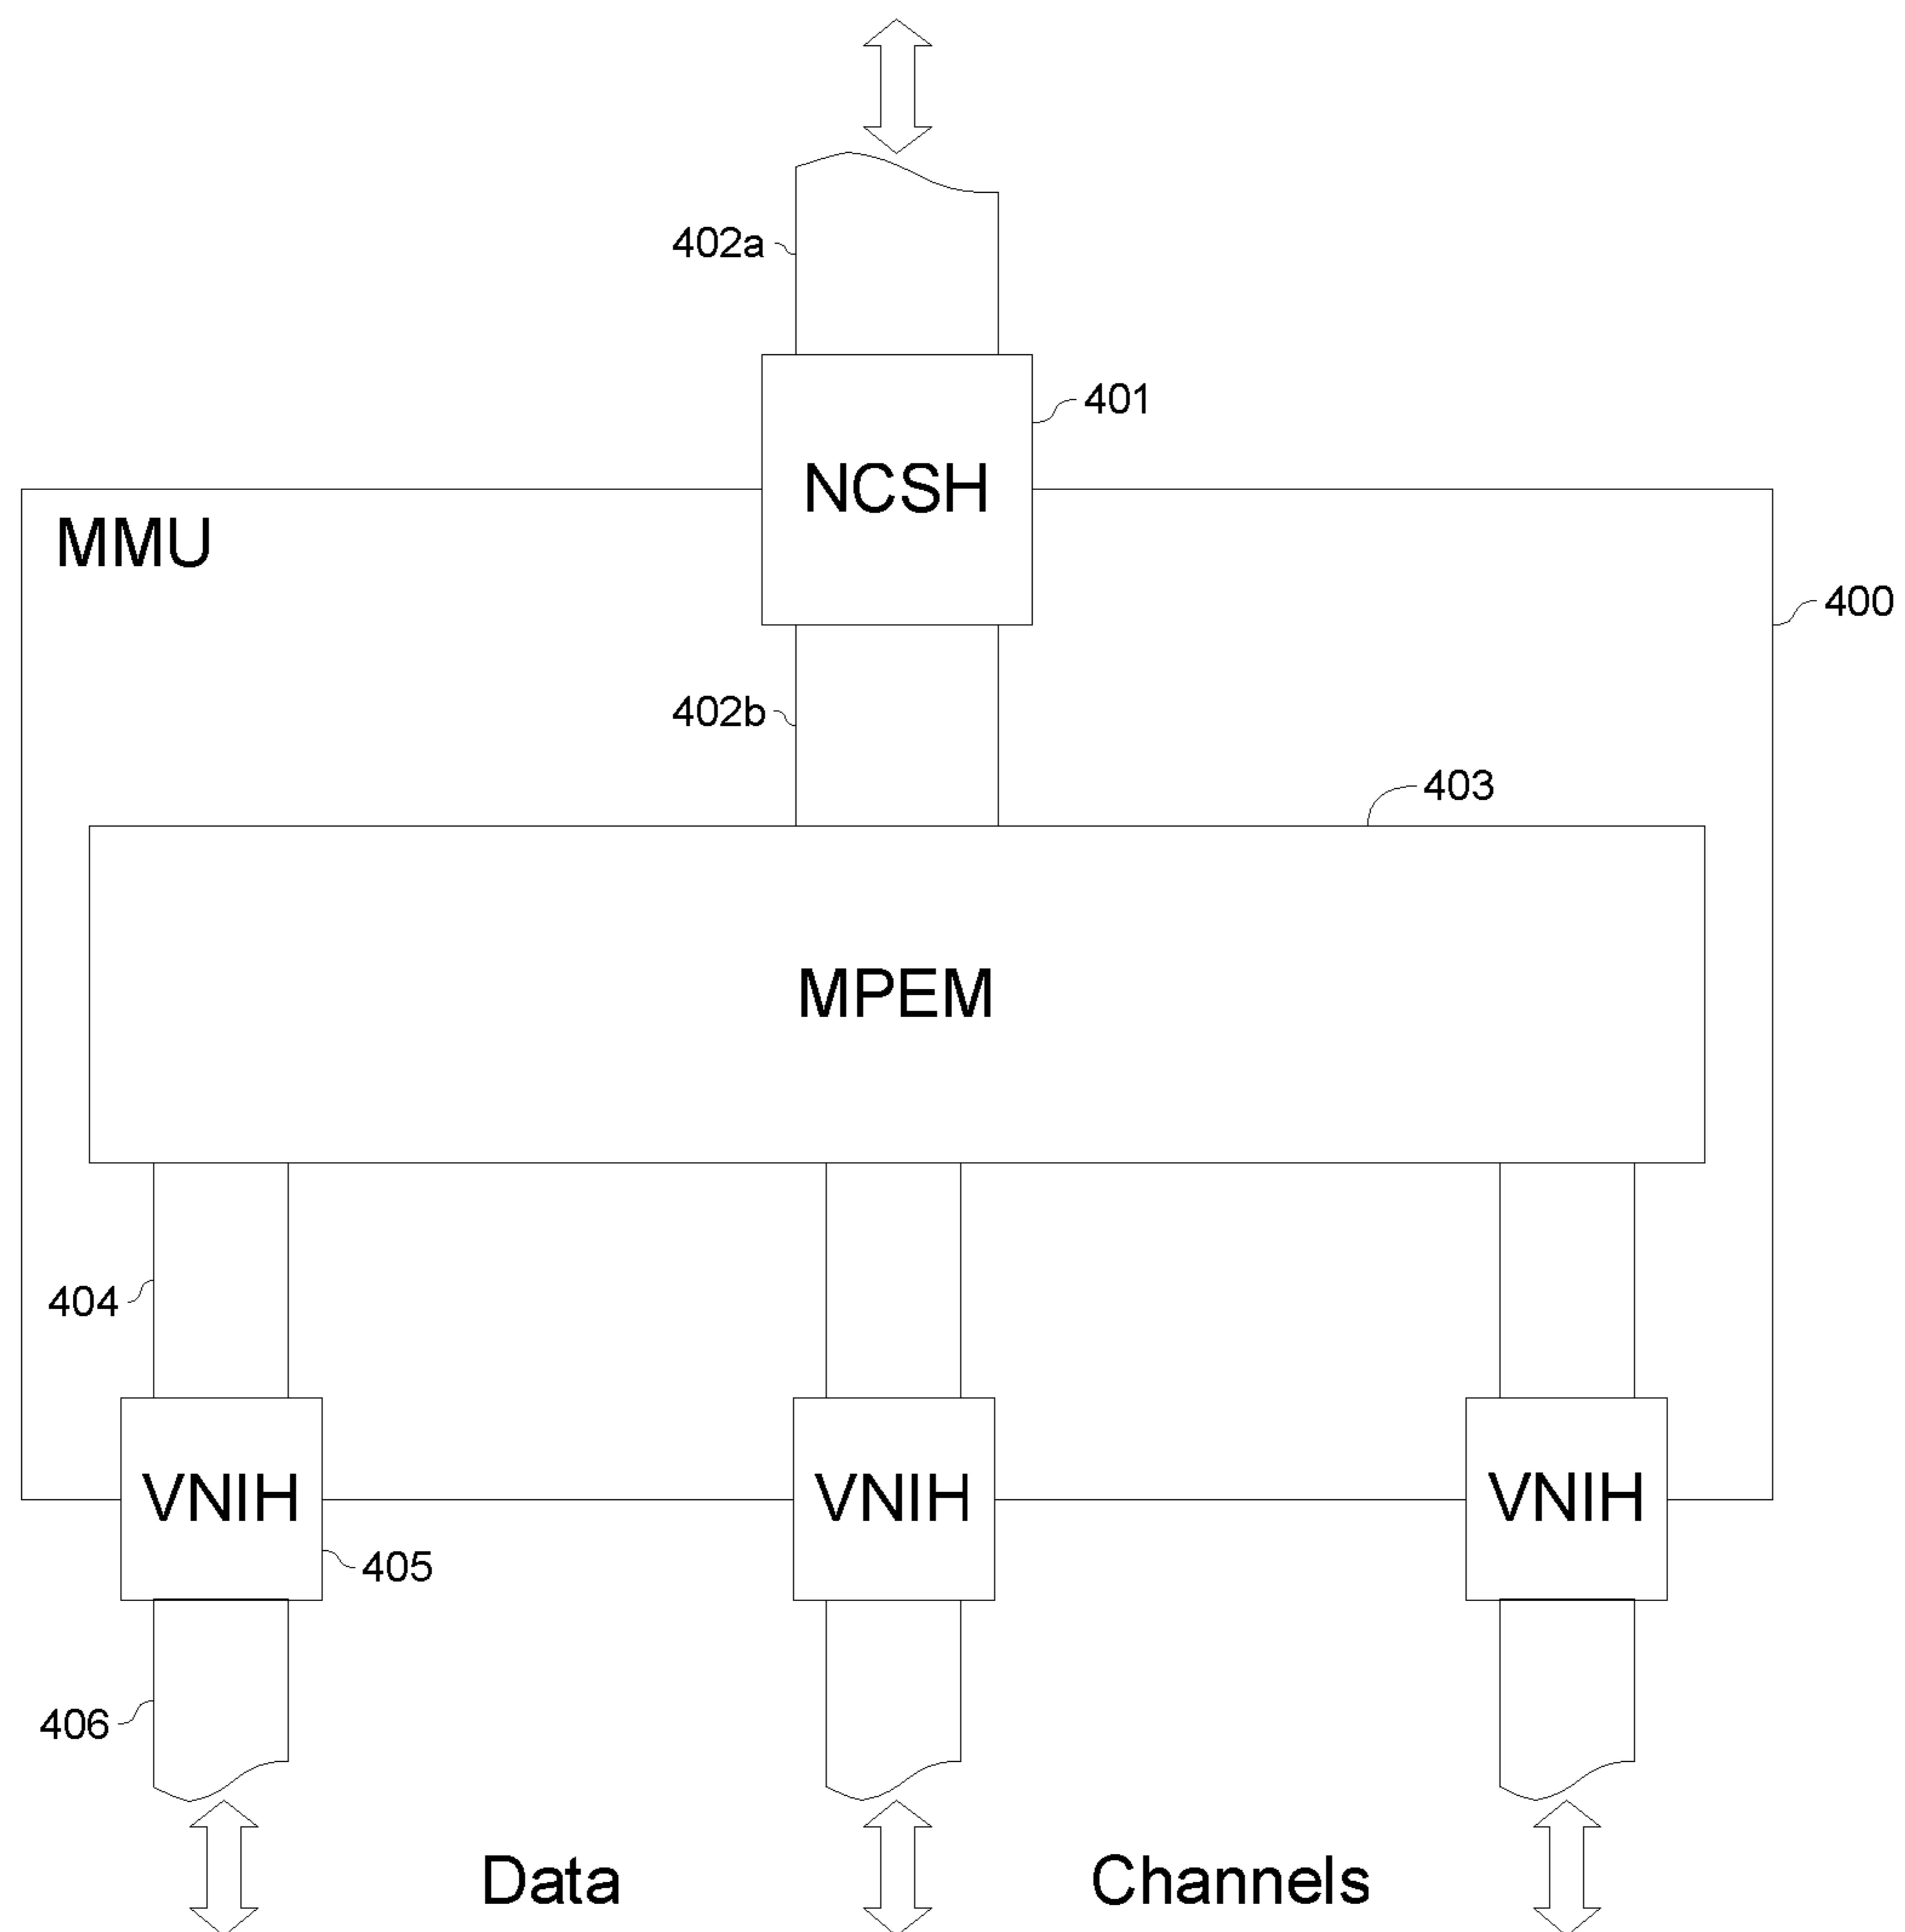 402a
401
NCSH
MMU
400
402b
403
MPEM
404
VNIH VNIH VNIH
405
406
Data Channels